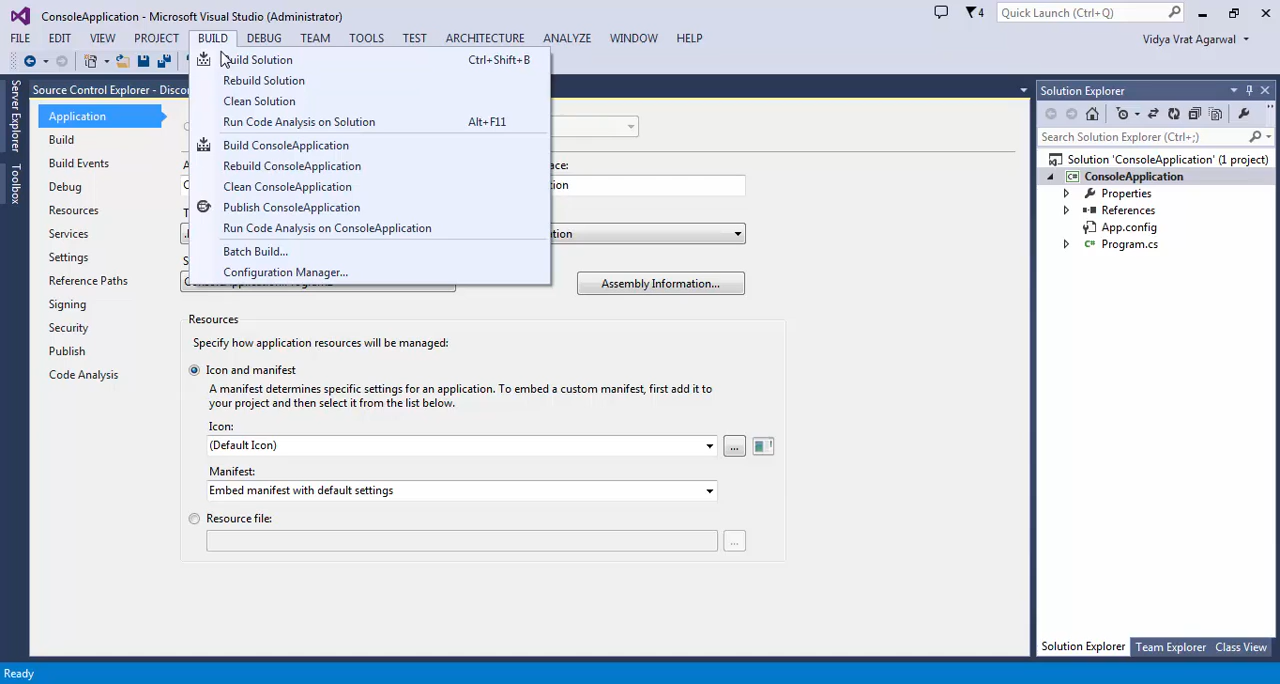 ConsoleApplication - Microsoft Visual Studio (Administrator)
4
Quick Launch (Ctrl+Q)
FILE EDIT VIEW PROJECT BUILD DEBUG TEAM TOOLS TEST ARCHITECTURE ANALYZE WINDOW HELP
Vidya Vrat Agarwal
Build Solution Ctrl+Shift+B
Rebuild Solution
Clean Solution
Run Code Analysis on Solution Alt+F11
Build ConsoleApplication
Rebuild ConsoleApplication
Clean ConsoleApplication
Publish ConsoleApplication
Run Code Analysis on ConsoleApplication
Batch Build...
Configuration Manager...
Server Explorer
Toolbox
Source Control Explorer - Discon
Application
Build
Build Events
Debug
Resources
Services
Settings
Reference Paths
Signing
Security
Publish
Code Analysis
Assembly Information...
Resources
Specify how application resources will be managed:
Icon and manifest
A manifest determines specific settings for an application. To embed a custom manifest, first add it to
your project and then select it from the list below.
Icon:
(Default Icon)
...
Manifest:
Embed manifest with default settings
Resource file:
...
Solution Explorer
Search Solution Explorer (Ctrl+;)
Solution 'ConsoleApplication' (1 project)
ConsoleApplication
Properties
References
App.config
Program.cs
Solution Explorer Team Explorer Class View
Ready